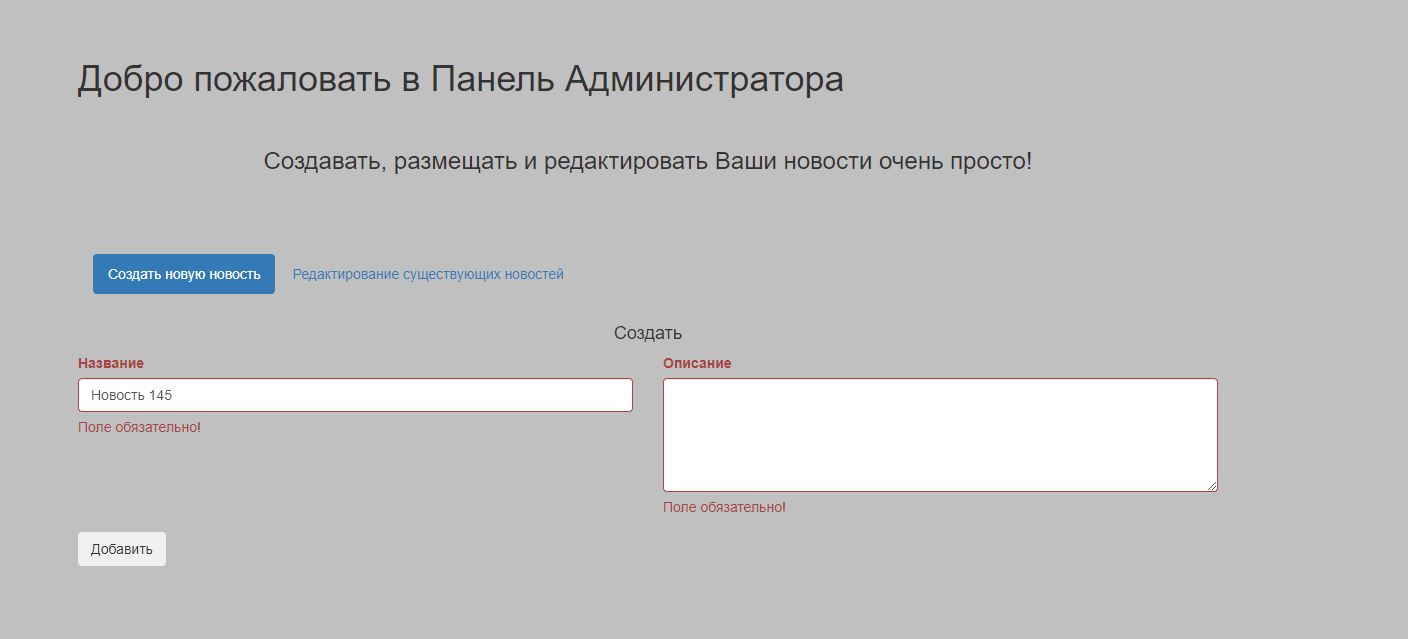 Добро пожаловать в Панель Администратора
Создавать, размещать и редактировать Ваши новости очень просто!
Создать новую новость
Редактирование существующих новостей
Создать
Название
Описание
Новость 145
Поле обязательно!
Поле обязательно!
Добавить